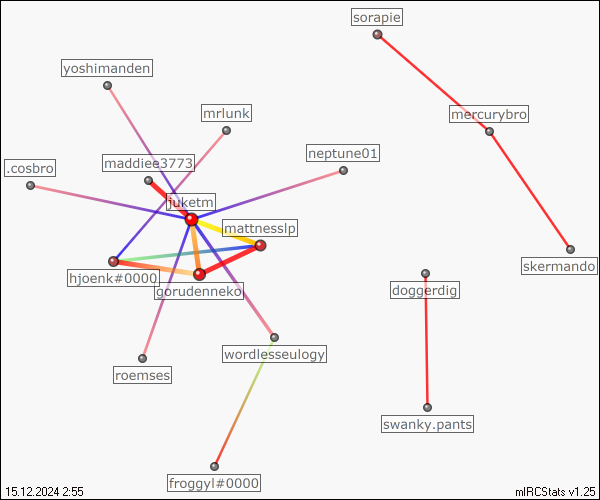 sorapie
yoshimanden
mrlunk
mercurybro
neptune01
maddiee3773
.cosbro
juketm
mattnesslp
skermando
hjoenk#0000
gorudenneko
doggerdig
wordlesseulogy
roemses
swanky.pants
froggyl#0000
15.12.2024 2:55
mIRCStats v1.25